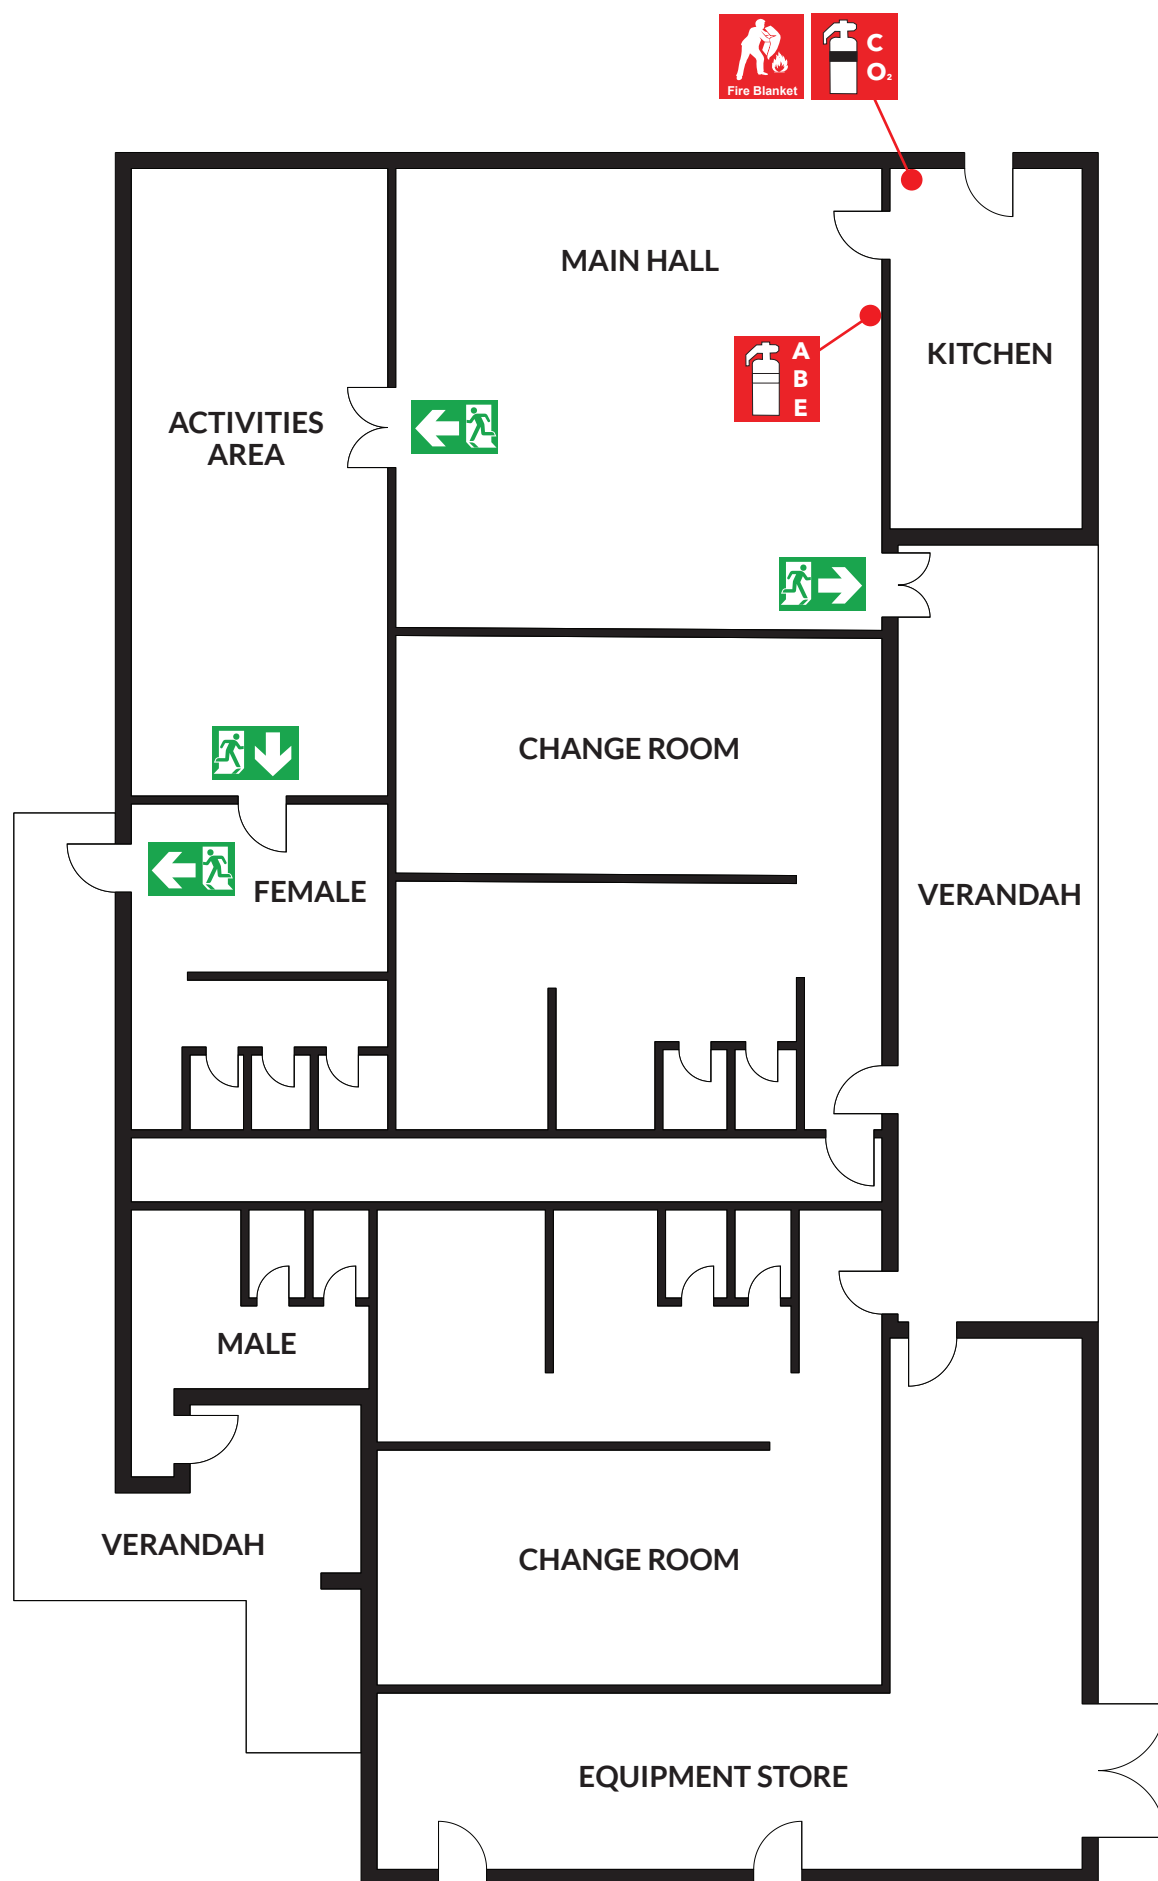 Fire Blanket
C
O₂
MAIN HALL
A
B
E
KITCHEN
ACTIVITIES
AREA
CHANGE ROOM
FEMALE
VERANDAH
MALE
VERANDAH
CHANGE ROOM
EQUIPMENT STORE